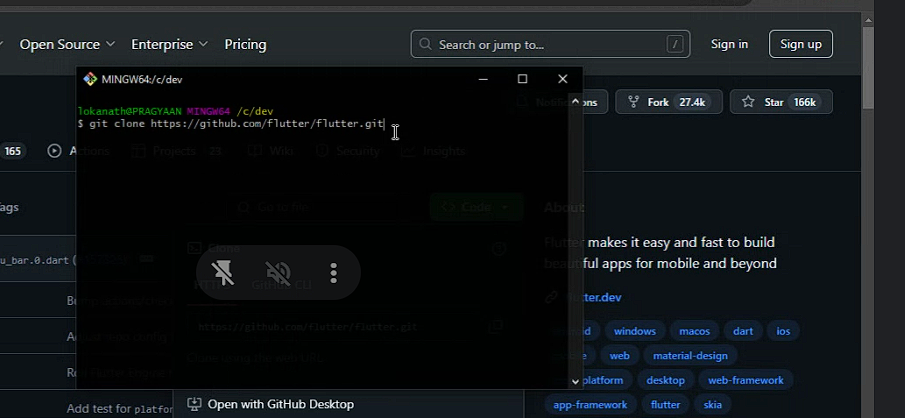 Open Source
Enterprise
Pricing
Search or jump to...
/
Sign in
Sign up
MINGW64:/c/dev
lokanath@PRAGYAAN MINGW64 /c/dev
$ git clone https://github.com/flutter/flutter.git
Notifications
Fork 27.4k
Star 166k
165
Actions
Projects 23
Wiki
Security
Insights
ags
Go to file
Code
About
u_bar.0.dart (
Clone
Flutter makes it easy and fast to build
beautiful apps for mobile and beyond
GitHub CLI
flutter.dev
https://github.com/flutter/flutter.git
windows
macos
dart
ios
web
material-design
Clone using the web URL.
platform
desktop
web-framework
Open with GitHub Desktop
Add test for platfor
app-framework
flutter
skia